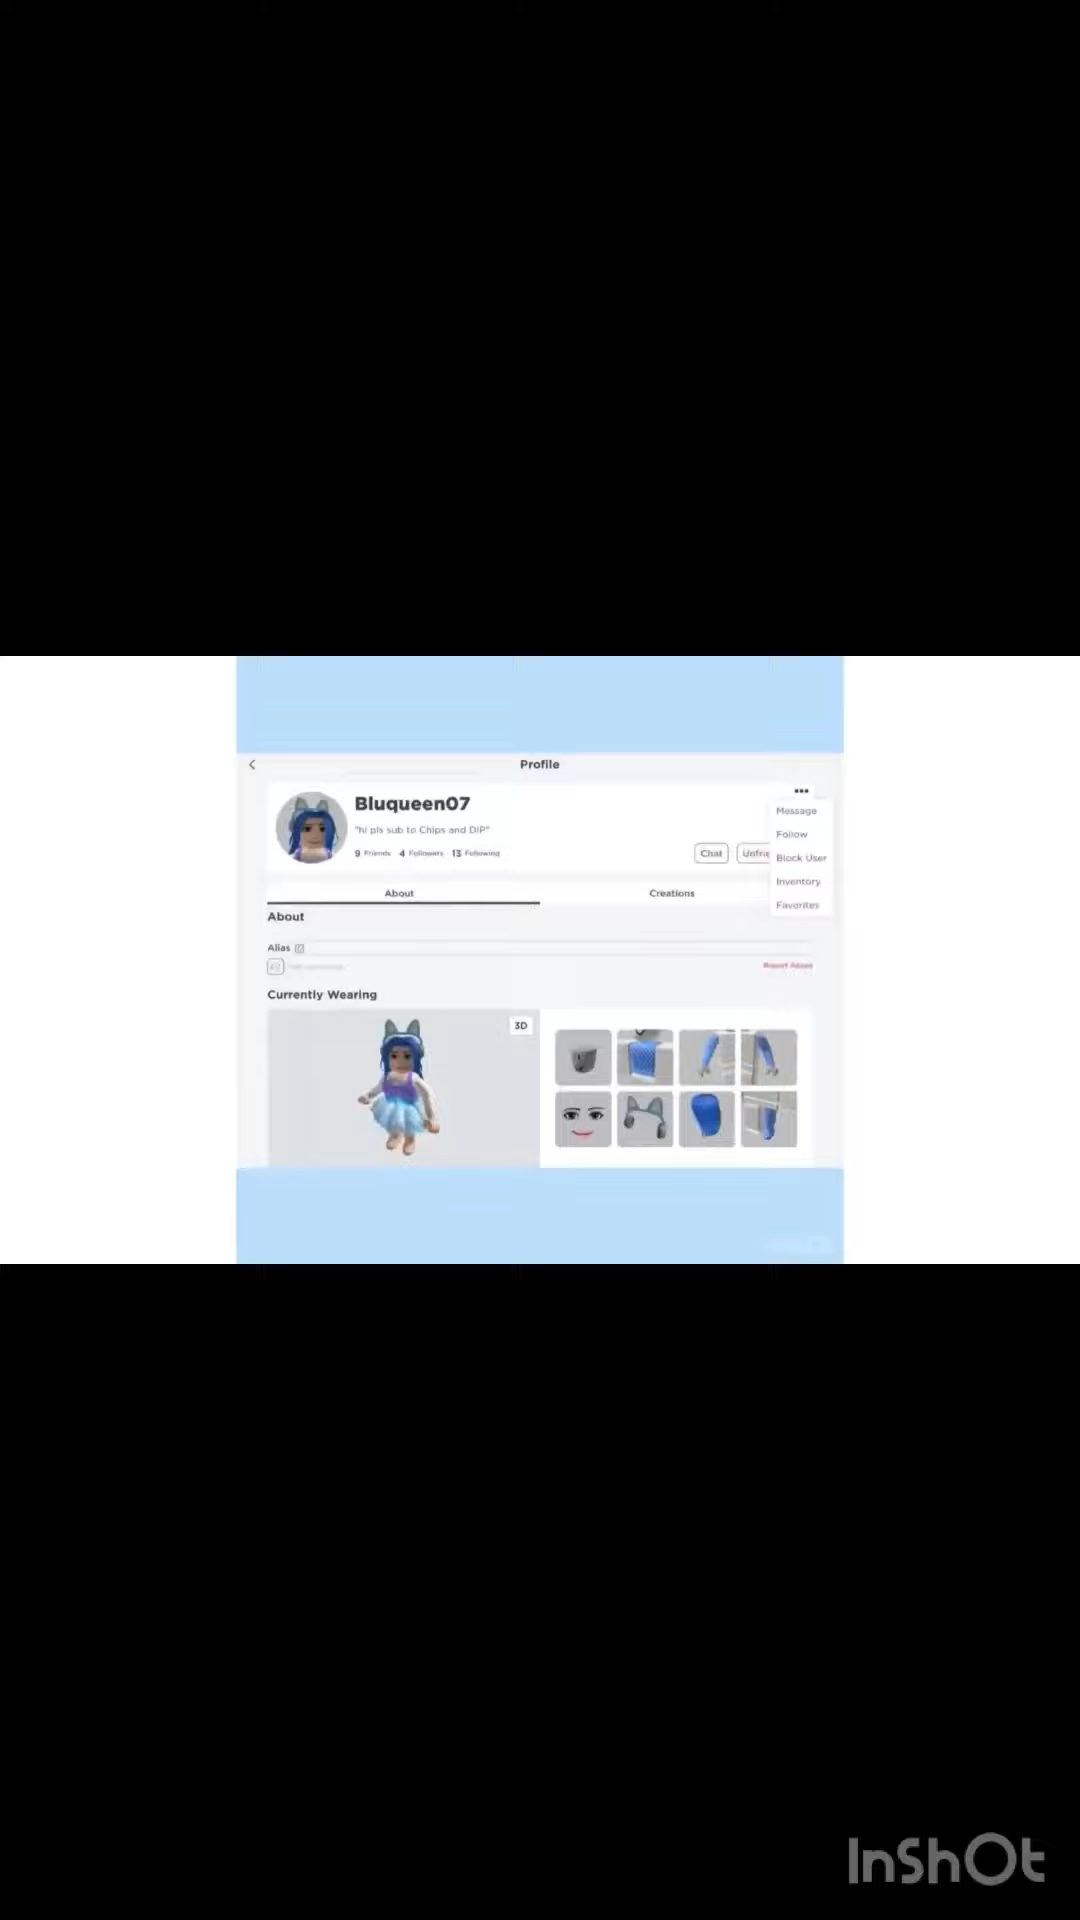 Profile
Bluqueen07
"hi pls sub to Chips and DIP"
9 Friends 4 Followers 13 Following
Chat
Unfrie
Message
Follow
Block User
Inventory
Favorites
About
Creations
About
Alias
Report Abuse
Currently Wearing
3D
InShOt